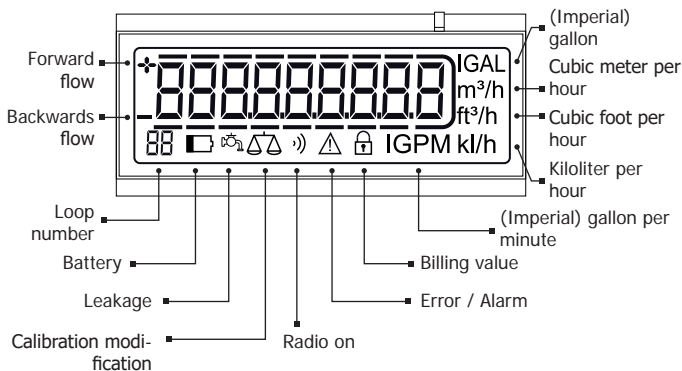 (Imperial)
gallon
Forward
flow
IGAL
Cubic meter per
hour
888888888
m³/h
Backwards
flow
ft³/h
Cubic foot per
hour
88
IGPM kl/h
Kiloliter per
hour
Loop
number
(Imperial) gallon per
minute
Battery
Billing value
Leakage
Error / Alarm
Calibration modi-
fication
Radio on